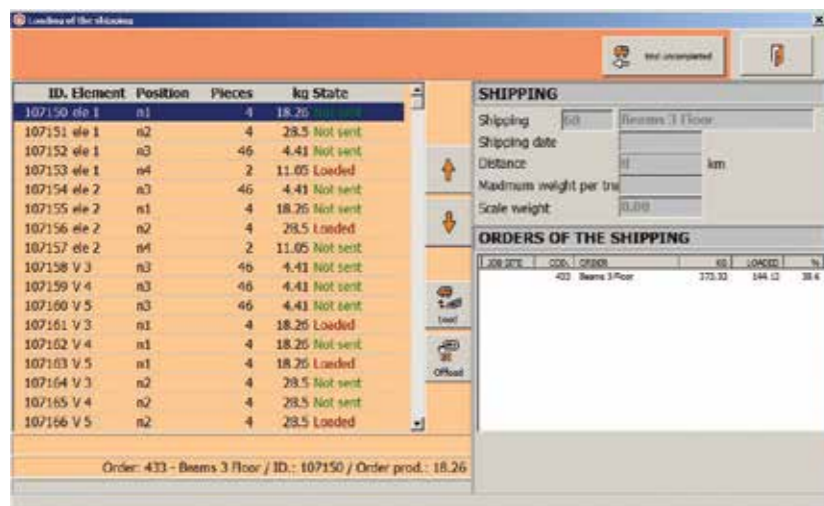 Loading of the shipping
ID. Element Position Pieces kg State
107150 ele 1 n1 4 18.26 Not sent
107151 ele 1 n2 4 28.5 Not sent
107152 ele 1 n3 46 4.41 Not sent
107153 ele 1 n4 2 11.05 Loaded
107154 ele 2 n3 46 4.41 Not sent
107155 ele 2 n1 4 18.26 Not sent
107156 ele 2 n2 4 28.5 Loaded
107157 ele 2 n4 2 11.05 Not sent
107158 V 3 n3 46 4.41 Not sent
107159 V 4 n3 46 4.41 Not sent
107160 V 5 n3 46 4.41 Not sent
107161 V 3 n1 4 18.26 Loaded
107162 V 4 n1 4 18.26 Not sent
107163 V 5 n1 4 18.26 Loaded
107164 V 3 n2 4 28.5 Not sent
107165 V 4 n2 4 28.5 Not sent
107166 V 5 n2 4 28.5 Loaded
Order: 433 - Beams 3 Floor / ID.: 107150 / Order prod.: 18.26
Load
Offload
SHIPPING
Shipping 60 Beams 3 Floor
Shipping date
Distance 0 km
Maximum weight per tra
Scale weight 0.00
ORDERS OF THE SHIPPING
JOB SITE COD. ORDER KG LOADED %
433 Beams 3 Floor 373.32 144.12 38.6